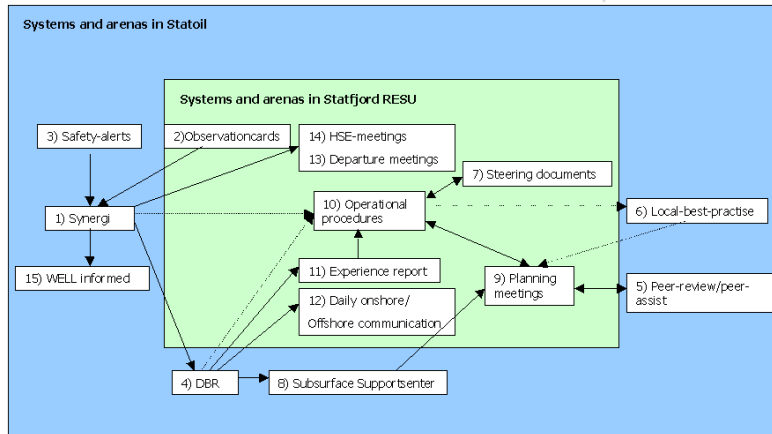 Systems and arenas in Statoil
Systems and arenas in Statfjord RESU
3) Safety-alerts
2)Observationcards
14) HSE-meetings
13) Departure meetings
7) Steering documents
1) Synergi
10) Operational
procedures
6) Local-best-practise
15) WELL informed
11) Experience report
9) Planning
meetings
5) Peer-review/peer-
assist
12) Daily onshore/
Offshore communication
4) DBR
8) Subsurface Supportsenter